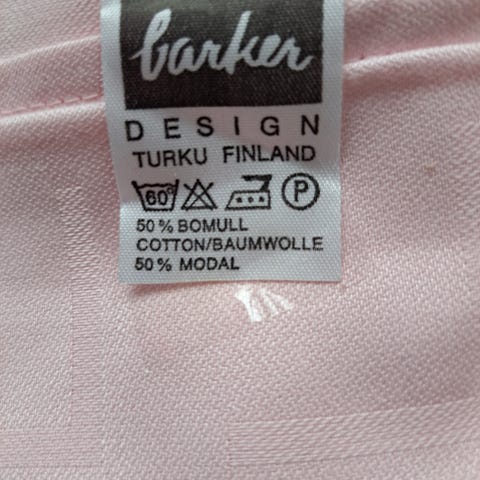 barker
DESIGN
TURKU FINLAND
60° P
50% BOMULL
COTTON/BAUMWOLLE
50% MODAL